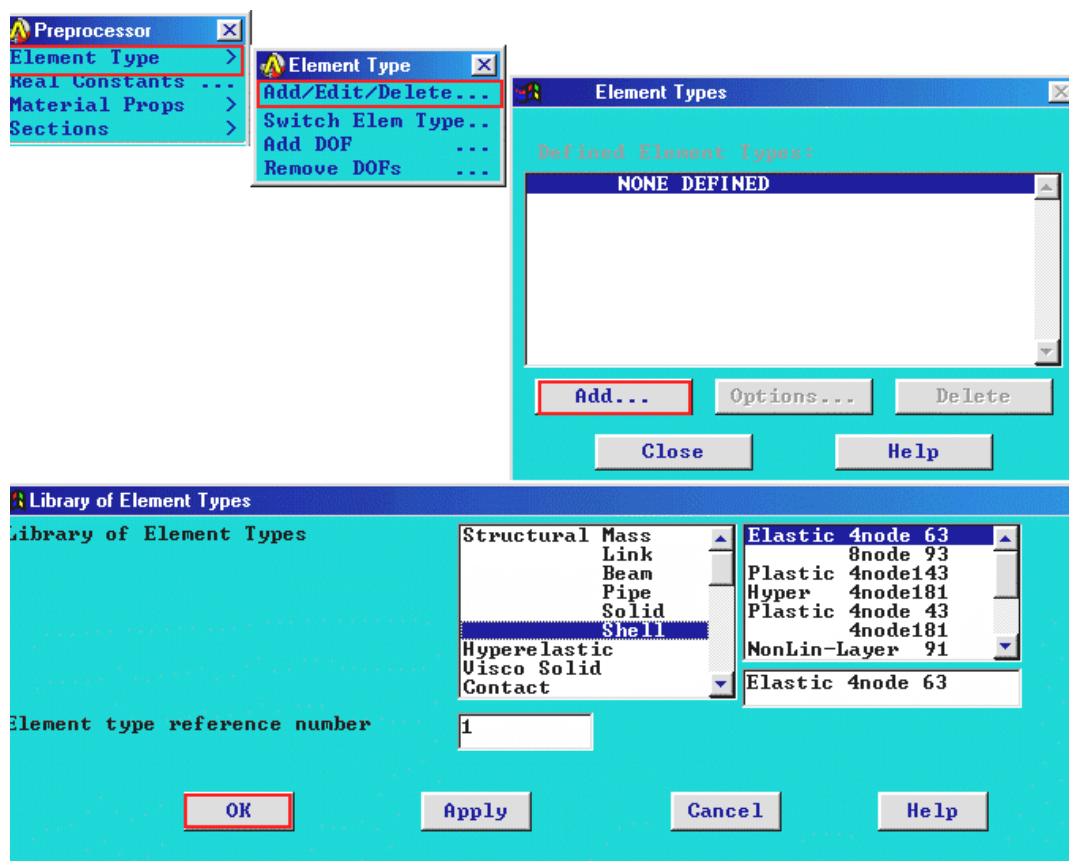 Preprocessor
Element Type >
Real Constants ...
Material Props >
Sections >
Element Type
Add/Edit/Delete...
Switch Elem Type..
Add DOF ...
Remove DOFs ...
Element Types
Defined Element Types:
NONE DEFINED
Add... Options... Delete
Close Help
Library of Element Types
Library of Element Types
Structural Mass
Link
Beam
Pipe
Solid
Shell
Hyperelastic
Visco Solid
Contact
Elastic 4node 63
8node 93
Plastic 4node143
Hyper 4node181
Plastic 4node 43
4node181
NonLin-Layer 91
Elastic 4node 63
Element type reference number 1
OK Apply Cancel Help